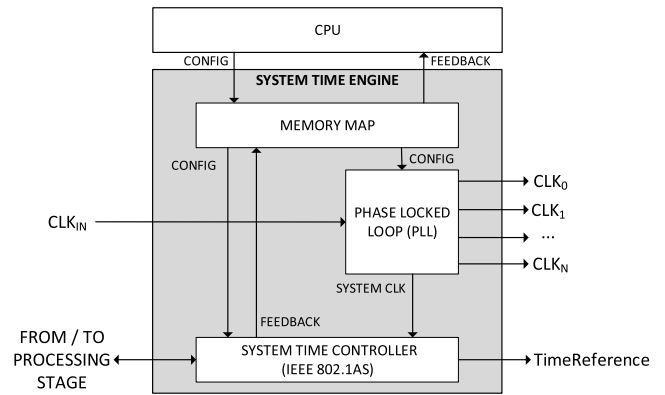 CPU
CONFIG
FEEDBACK
SYSTEM TIME ENGINE
MEMORY MAP
CONFIG
CONFIG
PHASE LOCKED
LOOP (PLL)
CLK0
CLK1
...
CLKN
CLKIN
SYSTEM CLK
FEEDBACK
FROM / TO
PROCESSING
STAGE
SYSTEM TIME CONTROLLER
(IEEE 802.1AS)
TimeReference